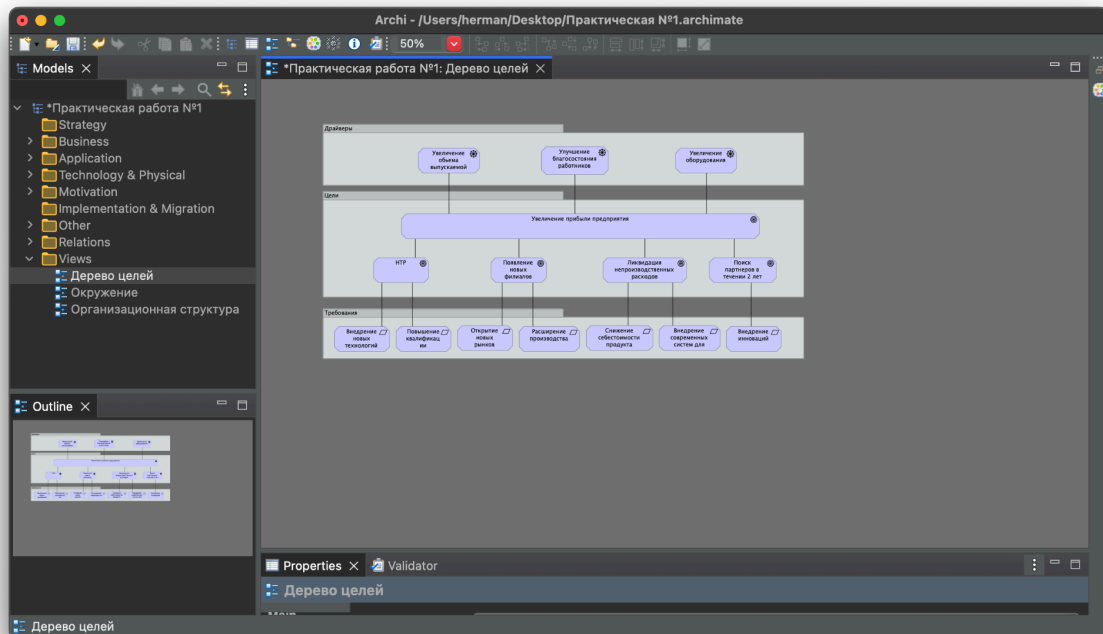 Archi - /Users/herman/Desktop/Практическая №1.archimate
50%
Models
*Практическая работа №1: Дерево целей
*Практическая работа №1
Strategy
Business
Application
Technology & Physical
Motivation
Implementation & Migration
Other
Relations
Views
Дерево целей
Окружение
Организационная структура
Драйверы
Увеличение
объема
выпускаемой
Улучшение
благосостояния
работников
Увеличение
оборудования
Цели
Увеличение прибыли предприятия
НТР
Появление
новых
филиалов
Ликвидация
непроизводственных
расходов
Поиск
партнеров в
течении 2 лет
Требования
Внедрение
новых
технологий
Повышение
квалификац
ии
Открытие
новых
рынков
Расширение
производства
Снижение
себестоимости
продукта
Внедрение
современных
систем для
Внедрение
инноваций
Outline
Properties
Validator
Дерево целей
Main
Дерево целей